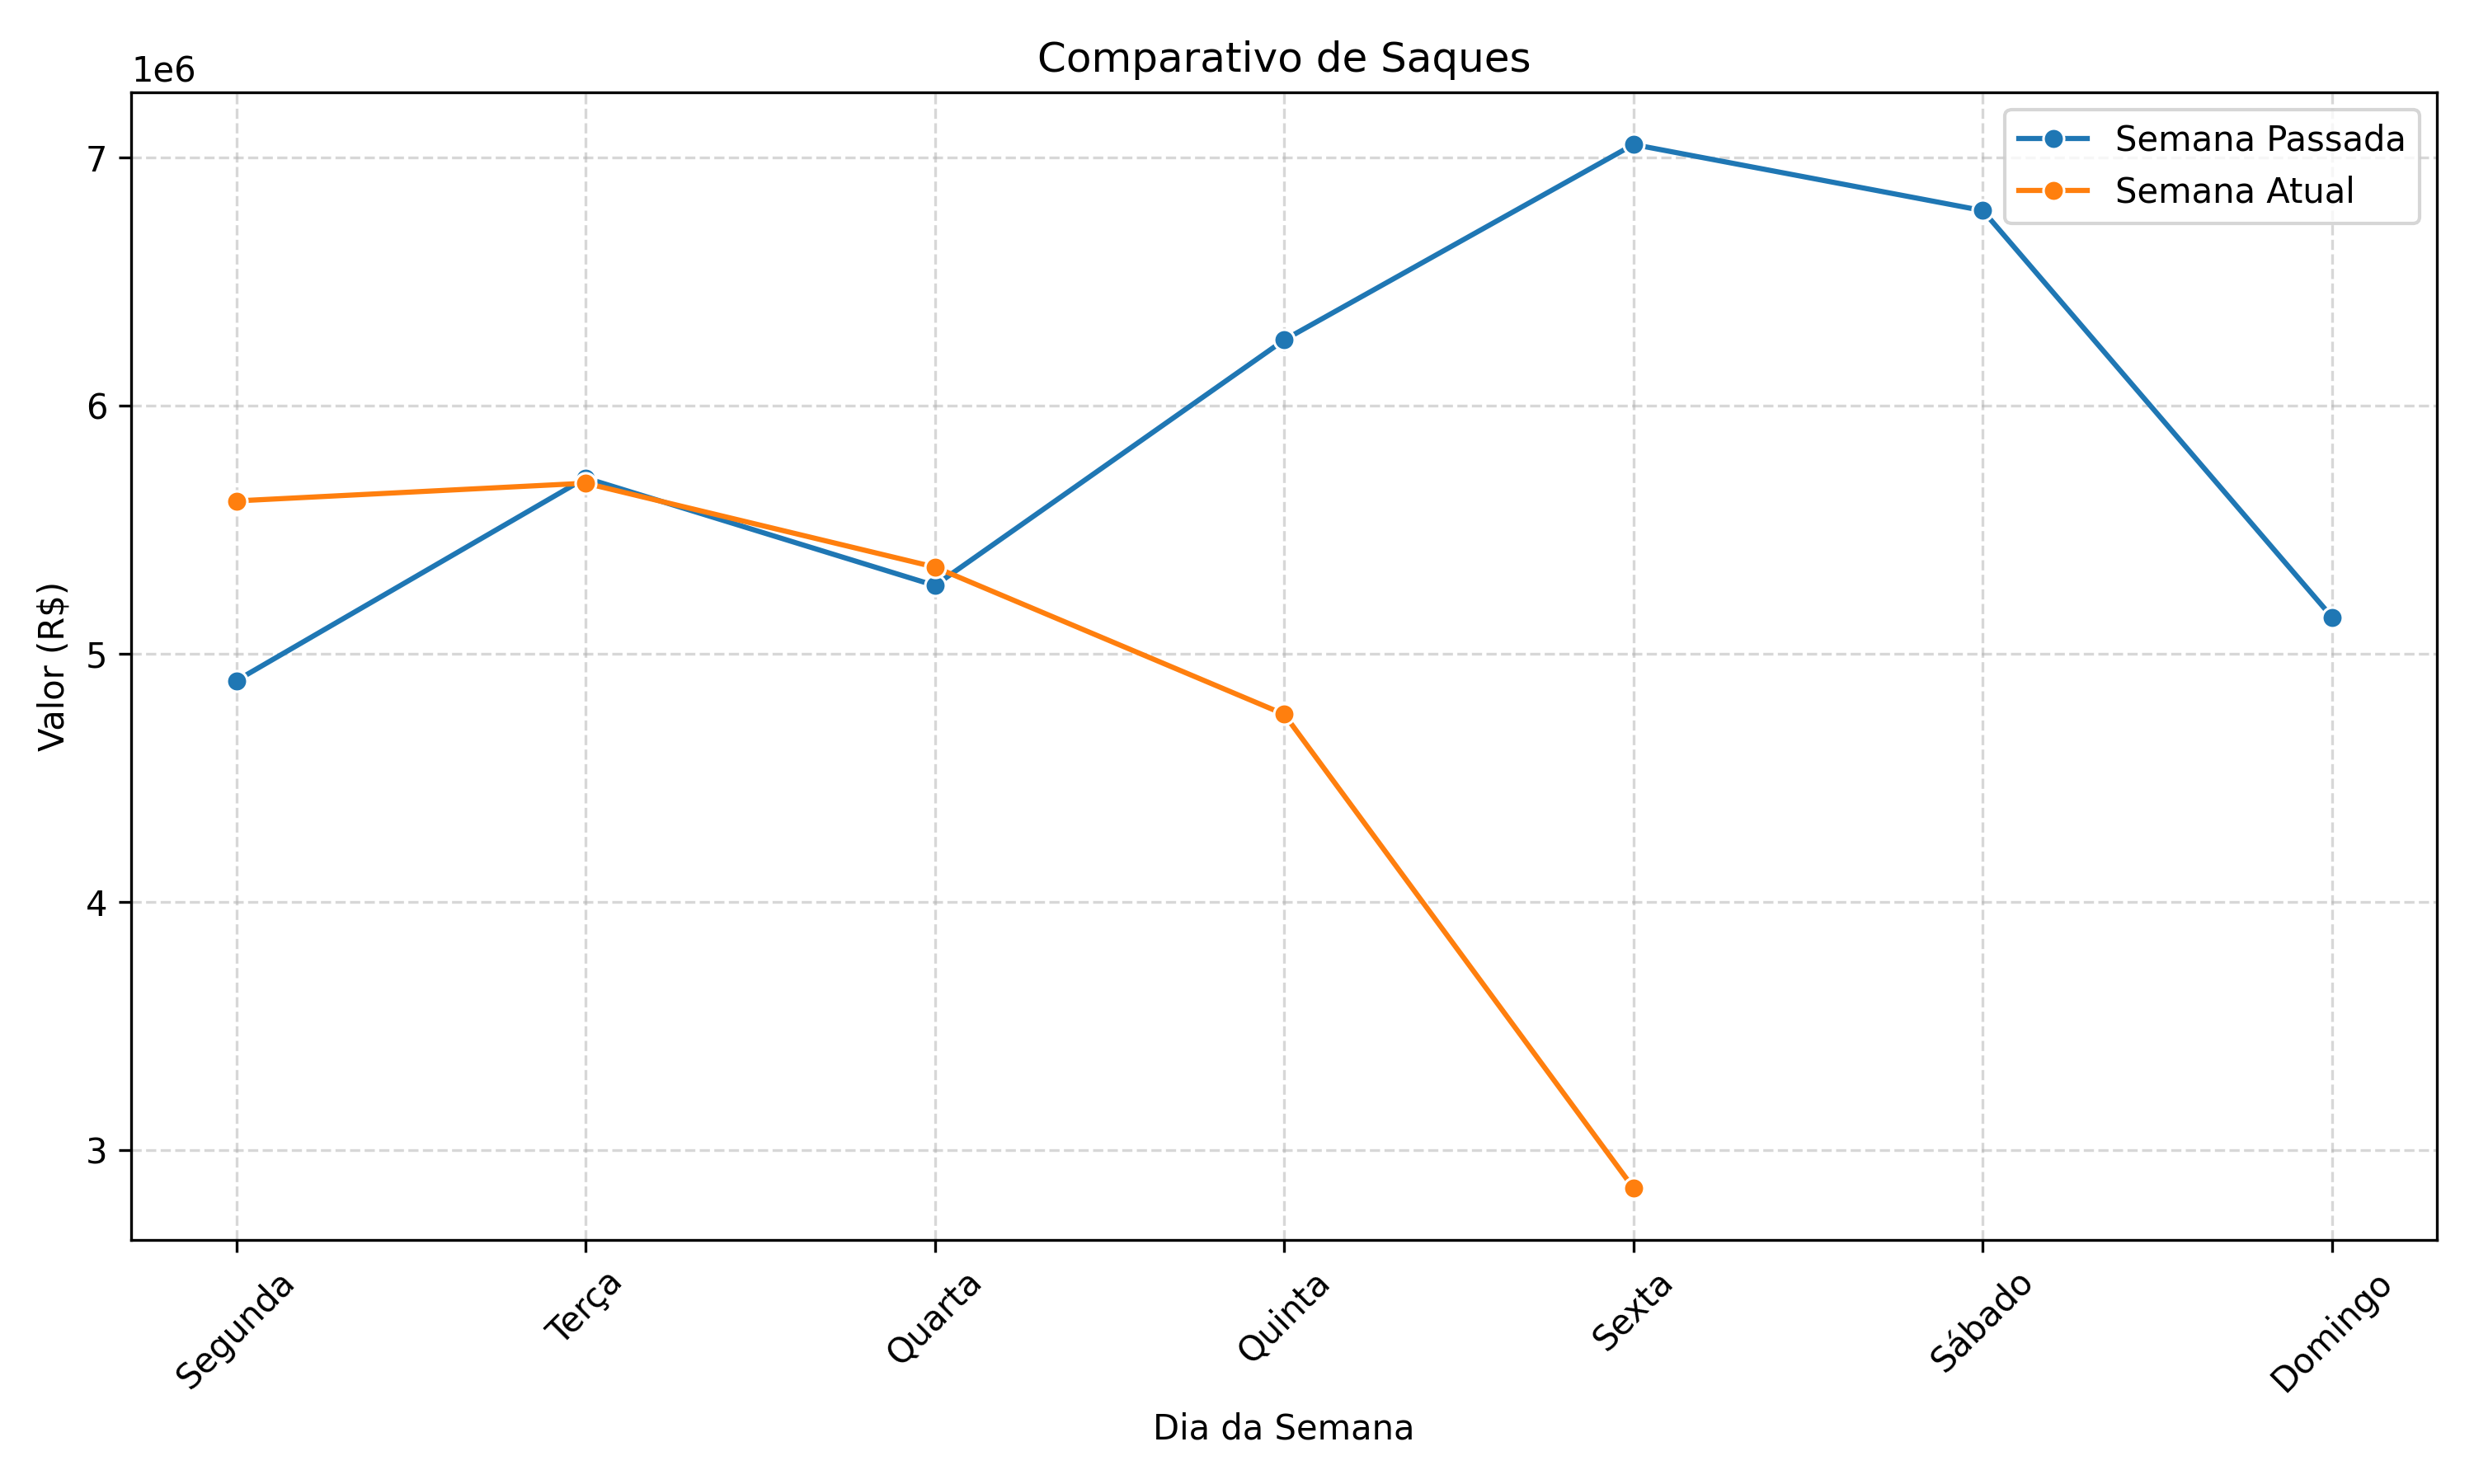 Comparativo de Saques
1e6
7
6
5
4
3
Valor (R$)
Semana Passada
Semana Atual
Segunda
Terça
Quarta
Quinta
Sexta
Sábado
Domingo
Dia da Semana